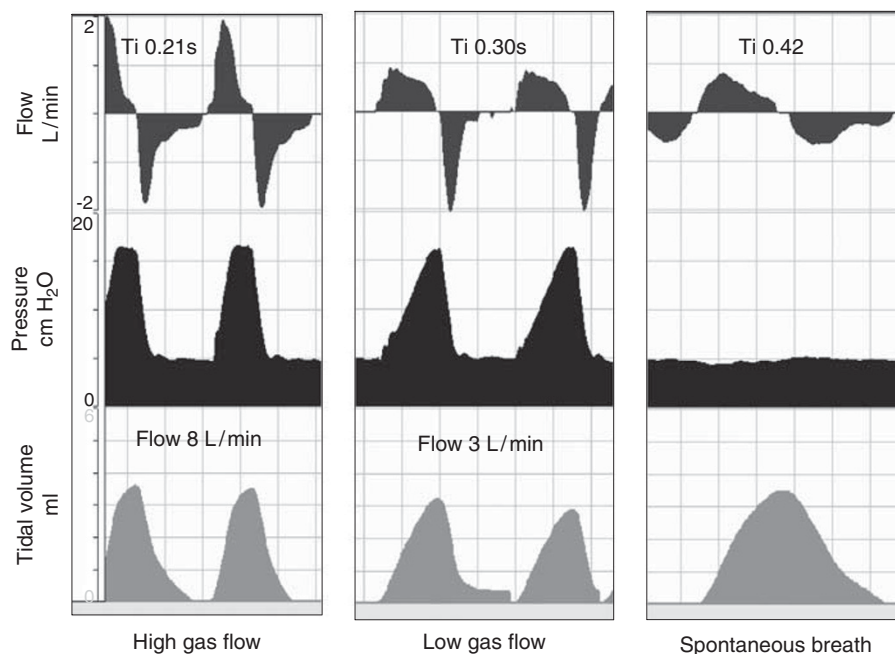 2
Ti 0.21s
Ti 0.30s
Ti 0.42
Flow
L/min
-2
20
Pressure
cm H₂O
0
6
Flow 8 L/min
Flow 3 L/min
Tidal volume
ml
0
High gas flow
Low gas flow
Spontaneous breath